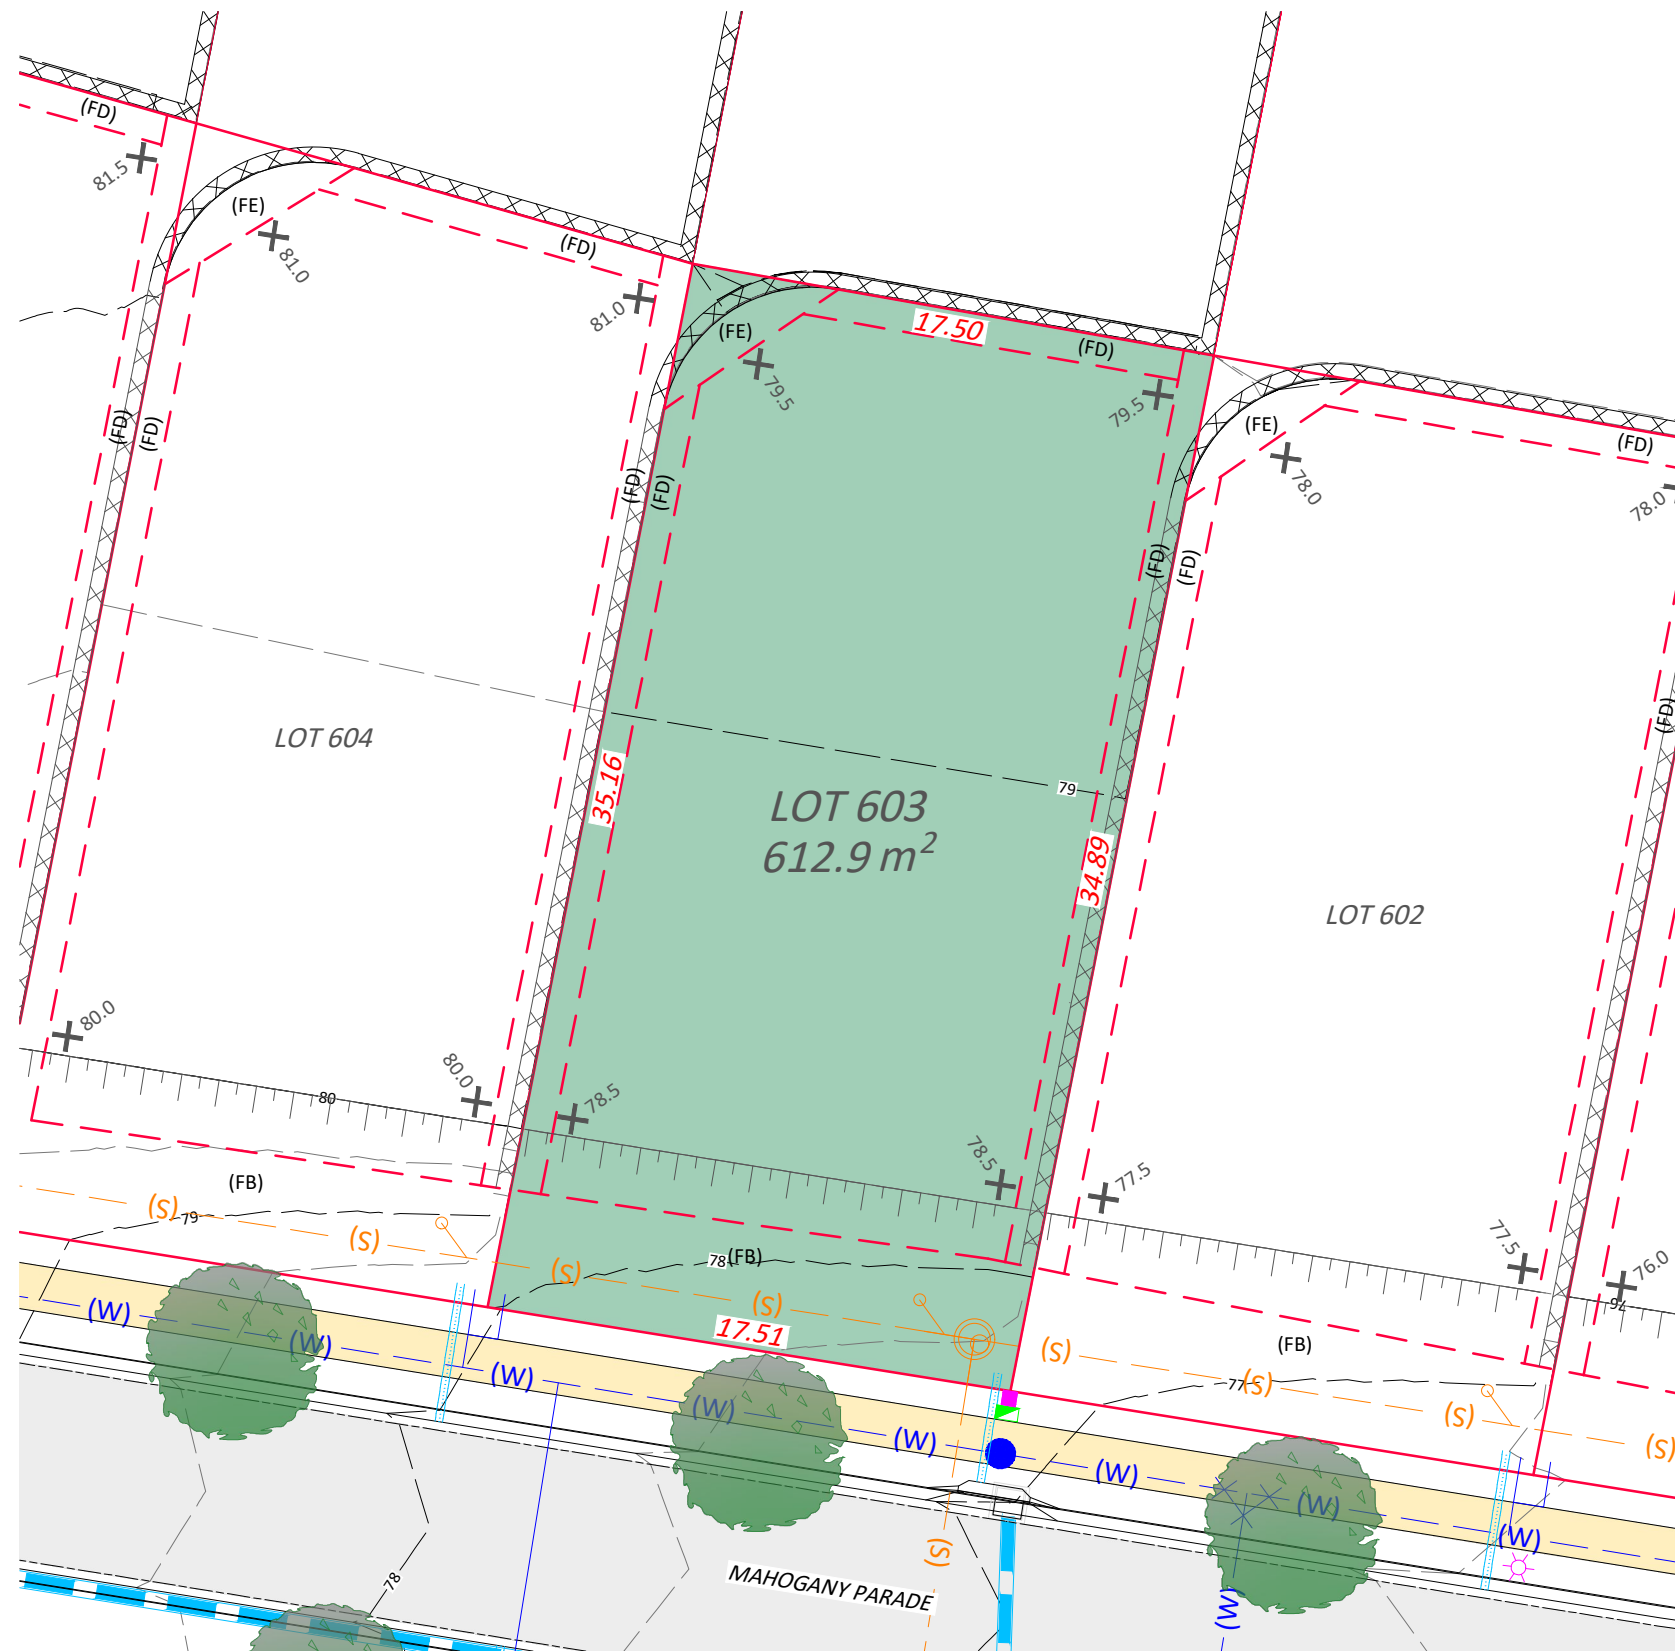 (FD)
81.5
(FE)
81.0
(FD)
81.0
(FE)
79.5
17.50
(FD)
79.5
(FE)
78.0
(FD)
78.0
(FD)
(FD)
(FD)
(FD)
(FD)
(FD)
(FD)
LOT 604
35.16
79
LOT 603
612.9 m²
34.89
LOT 602
80.0
80
80.0
78.5
78.5
77.5
77.5
76.0
76
(FB)
(S)
79
(S)
(S)
78
(FB)
(S)
17.51
(S)
(FB)
77
(S)
(S)
(S)
(W)
(W)
(W)
(W)
(W)
(W)
(W)
(W)
(S)
(W)
78
MAHOGANY PARADE